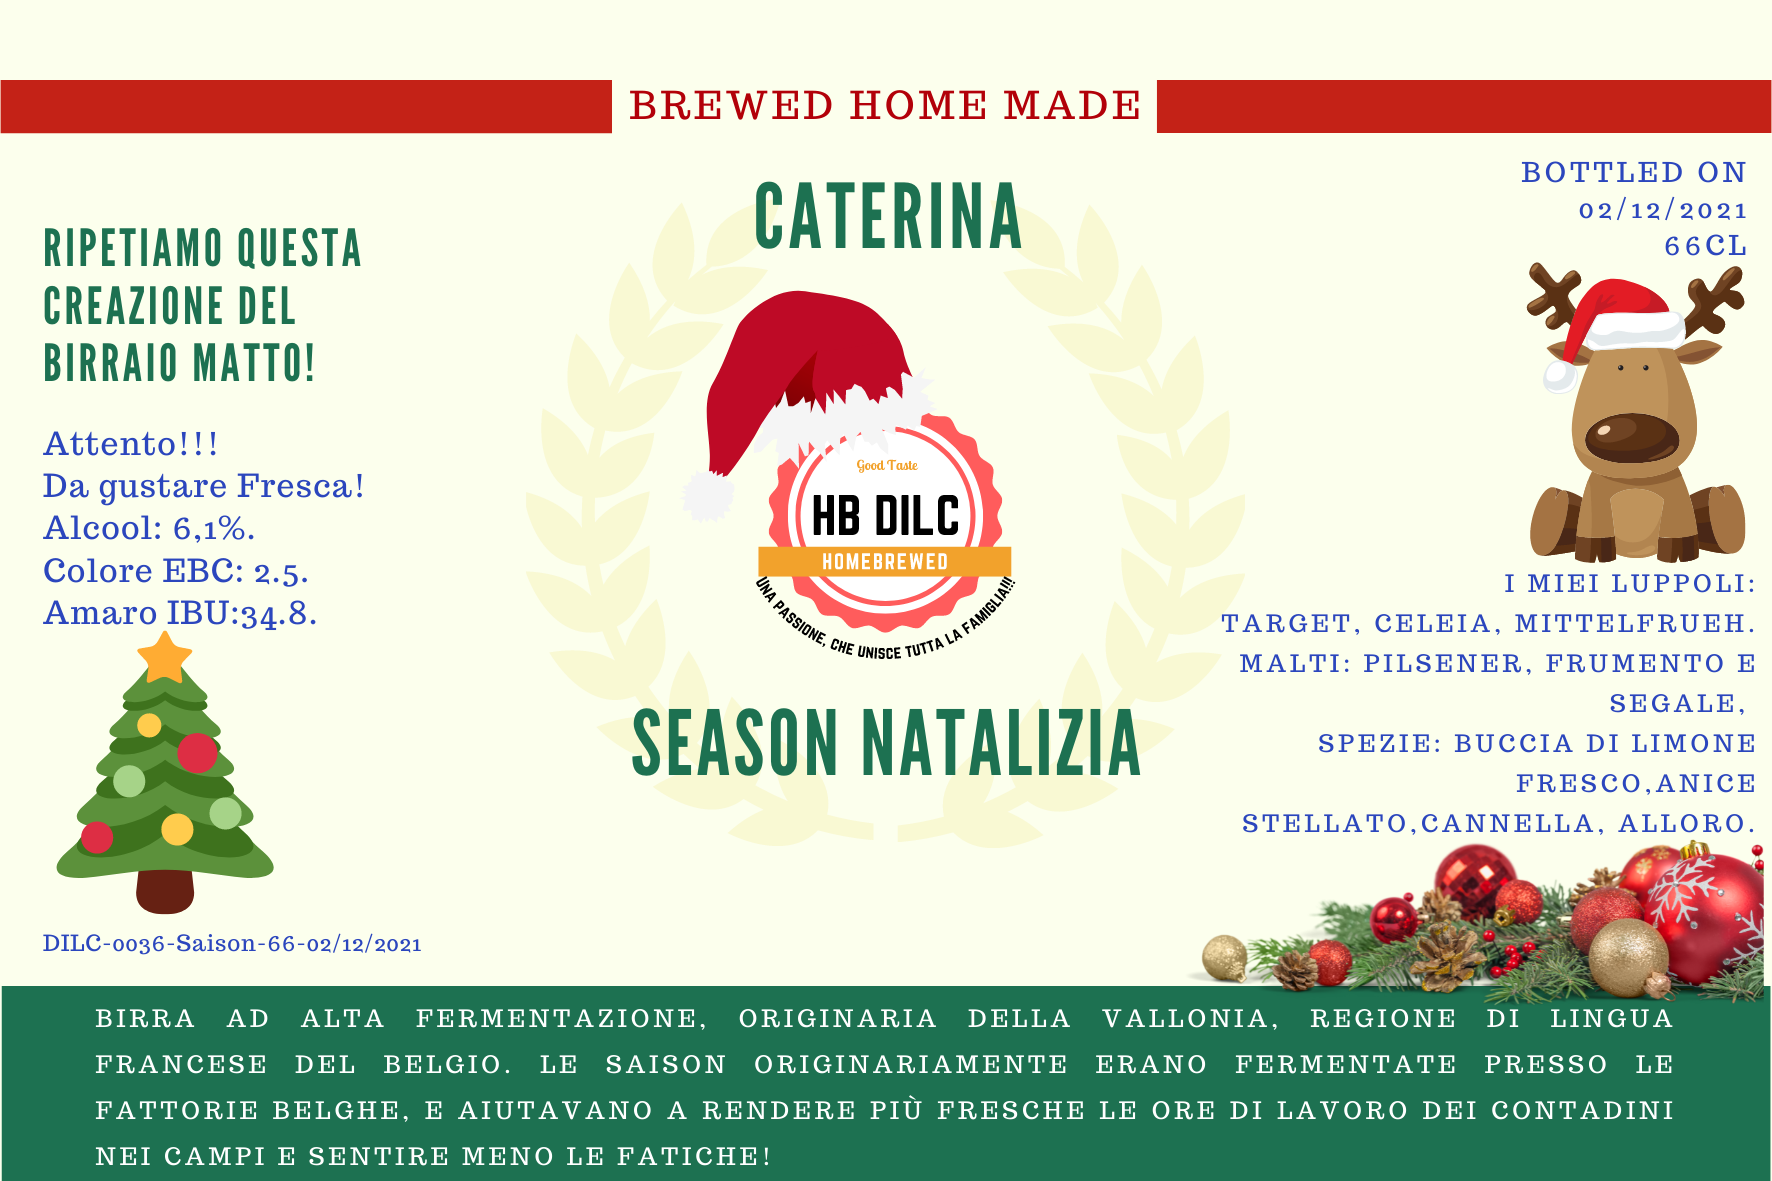 BREWED HOME MADE
CATERINA
RIPETIAMO QUESTA
CREAZIONE DEL
BIRRAIO MATTO!
Attento!!!
Da gustare Fresca!
Alcool: 6,1%.
Colore EBC: 2.5.
Amaro IBU:34.8.
DILC-0036-Saison-66-02/12/2021
Good Taste
HB DILC
HOMEBREWED
UNA PASSIONE, CHE UNISCE TUTTA LA FAMIGLIA!!!
SEASON NATALIZIA
BOTTLED ON
02/12/2021
66CL
I MIEI LUPPOLI:
TARGET, CELEIA, MITTELFRUEH.
MALTI: PILSENER, FRUMENTO E
SEGALE,
SPEZIE: BUCCIA DI LIMONE
FRESCO,ANICE
STELLATO,CANNELLA, ALLORO.
BIRRA AD ALTA FERMENTAZIONE, ORIGINARIA DELLA VALLONIA, REGIONE DI LINGUA
FRANCESE DEL BELGIO. LE SAISON ORIGINARIAMENTE ERANO FERMENTATE PRESSO LE
FATTORIE BELGHE, E AIUTAVANO A RENDERE PIÙ FRESCHE LE ORE DI LAVORO DEI CONTADINI
NEI CAMPI E SENTIRE MENO LE FATICHE!